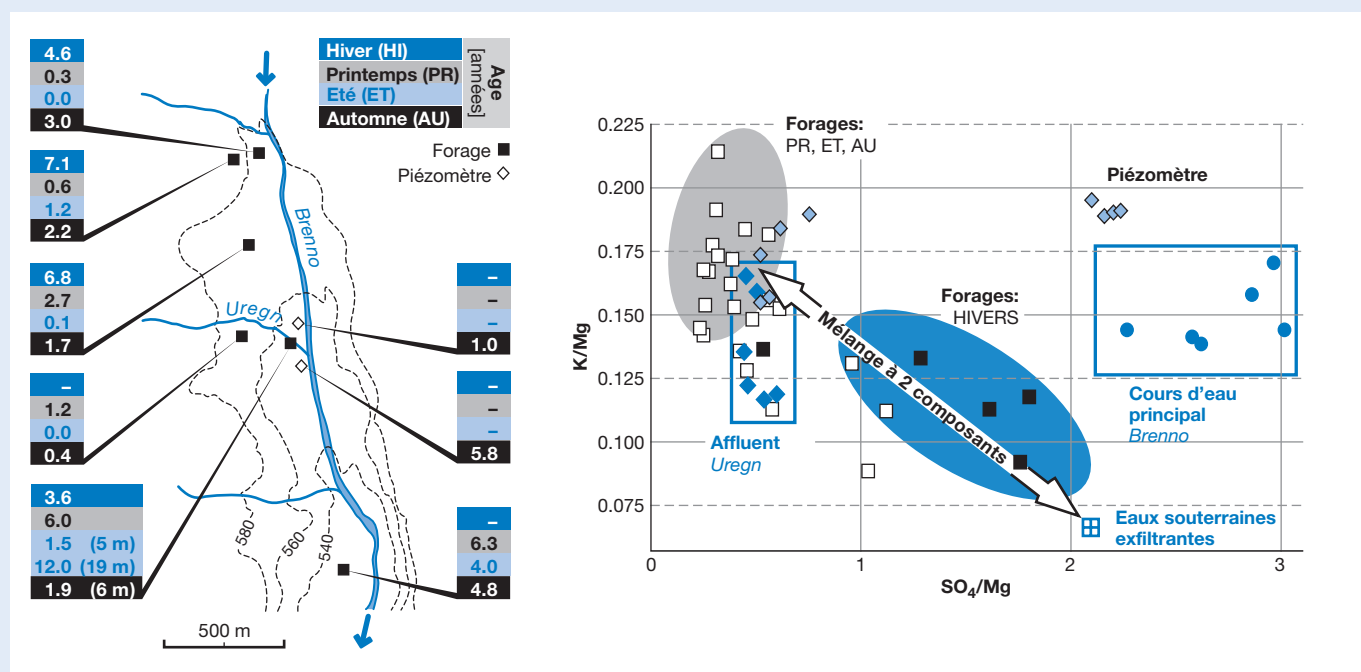 4.6
0.3
0.0
3.0
7.1
0.6
1.2
2.2
6.8
2.7
0.1
1.7
–
1.2
0.0
0.4
3.6
6.0
1.5 (5 m)
12.0 (19 m)
1.9 (6 m)
Hiver (HI)
Printemps (PR)
Eté (ET)
Automne (AU)
Age
[années]
Forage
Piézomètre
Brenno
Uregn
–
–
–
1.0
–
–
–
5.8
–
6.3
4.0
4.8
580
560
540
500 m
K/Mg
0.225
0.200
0.175
0.150
0.125
0.100
0.075
0
1
2
3
SO4/Mg
Forages:
PR, ET, AU
Piézomètre
Forages:
HIVERS
Mélange à 2 composants
Affluent
Uregn
Cours d'eau
principal
Brenno
Eaux souterraines
exfiltrantes